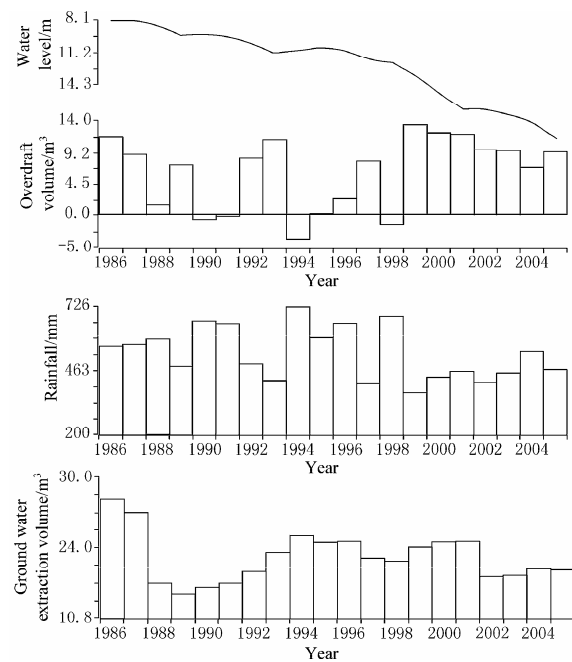 Water
level/m
8.1
11.2
14.3
Overdraft
volume/m³
14.0
9.2
4.5
0.0
-5.0
1986 1988 1990 1992 1994 1996 1998 2000 2002 2004
Year
Rainfall/mm
726
463
200
1986 1988 1990 1992 1994 1996 1998 2000 2002 2004
Year
Ground water
extraction volume/m³
30.0
24.0
10.8
1986 1988 1990 1992 1994 1996 1998 2000 2002 2004
Year